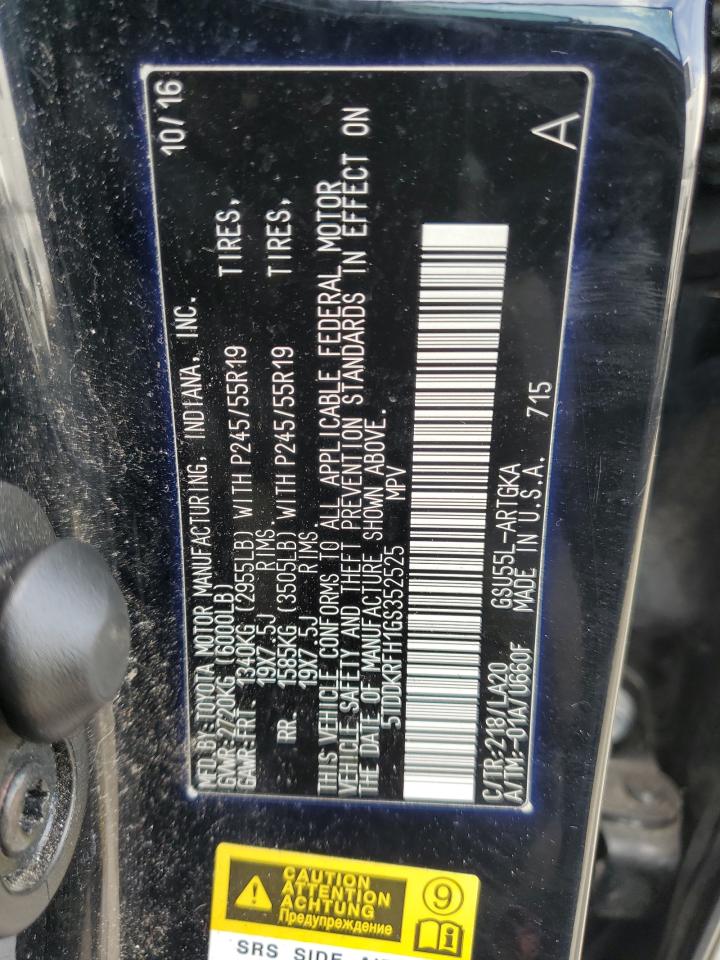 MFD.BY:TOYOTA MOTOR MANUFACTURING, INDIANA, INC. 10/16
GVWR:2720KG (6000LB)
GAWR:FRT 1340KG (2955LB) WITH P245/55R19 TIRES,
19X7.5J RIMS.
RR. 1585KG (3505LB) WITH P245/55R19 TIRES,
19X7.5J RIMS.
THIS VEHICLE CONFORMS TO ALL APPLICABLE FEDERAL MOTOR
VEHICLE SAFETY AND THEFT PREVENTION STANDARDS IN EFFECT ON
THE DATE OF MANUFACTURE SHOWN ABOVE.
5TDDKRFH1GS352525 MPV
C/TR:218/LA20 GSU55L-ARTGKA
A/TM:-01A/U660F MADE IN U.S.A. 715 A
CAUTION
ATTENTION
ACHTUNG
Предупреждение
9
i
SRS SIDE